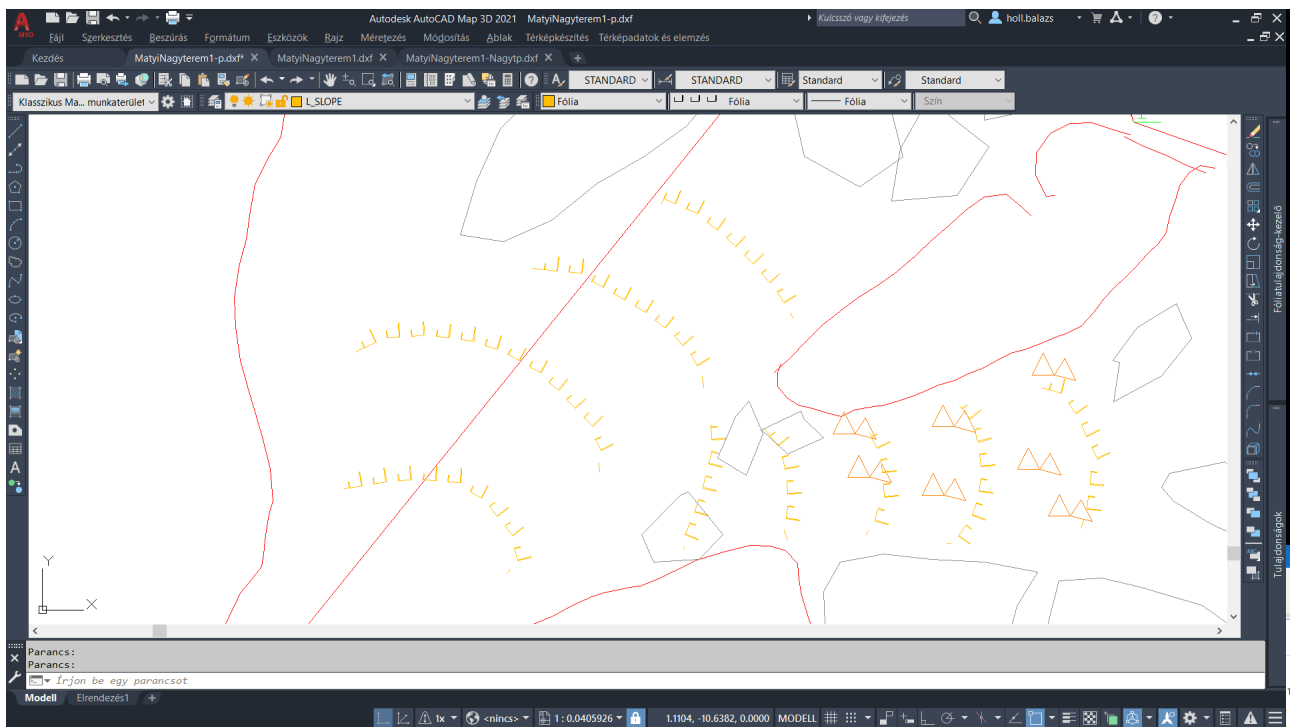 Autodesk AutoCAD Map 3D 2021 MatyiNagyterem1-p.dxf
Kulcsszó vagy kifejezés
holl.balazs
M3D
Fájl Szerkesztés Beszúrás Formátum Eszközök Rajz Méretezés Módosítás Ablak Térképkészítés Térképadatok és elemzés
Kezdés MatyiNagyterem1-p.dxf* MatyiNagyterem1.dxf MatyiNagyterem1-Nagytp.dxf
STANDARD STANDARD Standard Standard
Klasszikus Ma... munkaterület L_SLOPE Fólia Fólia Fólia Szín
Fóliatulajdonság-kezelő
Tulajdonságok
Y
X
Parancs:
Parancs:
Írjon be egy parancsot
Modell Elrendezés1
1x <nincs> 1 : 0.0405926 1.1104, -10.6382, 0.0000 MODELL